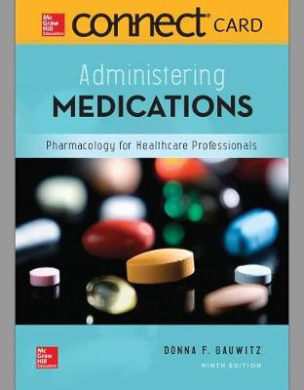 Mc
Graw
Hill
Education
connect® CARD
Administering
MEDICATIONS
Pharmacology for Healthcare Professionals
DONNA F. GAUWITZ
NINTH EDITION
Mc
Graw
Hill
Education